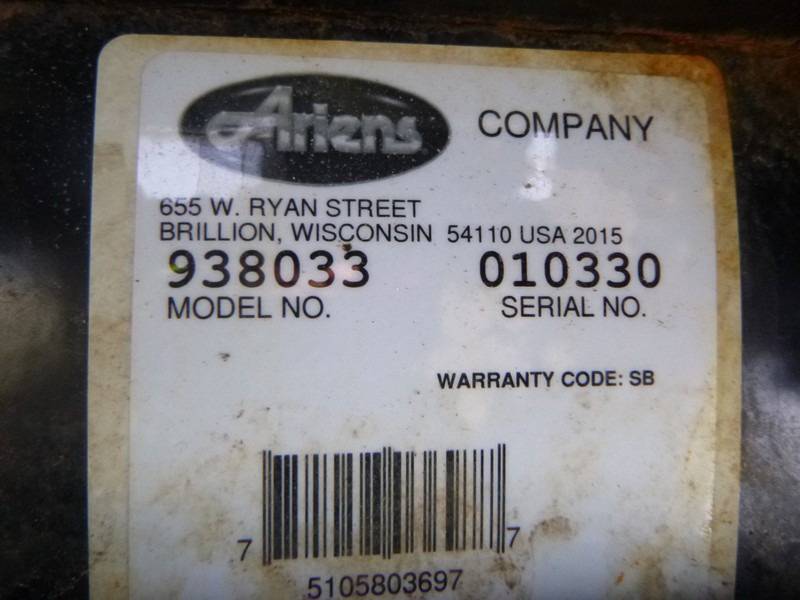 Ariens COMPANY
655 W. RYAN STREET
BRILLION, WISCONSIN 54110 USA 2015
938033 010330
MODEL NO. SERIAL NO.
WARRANTY CODE: SB
7 7
5105803697